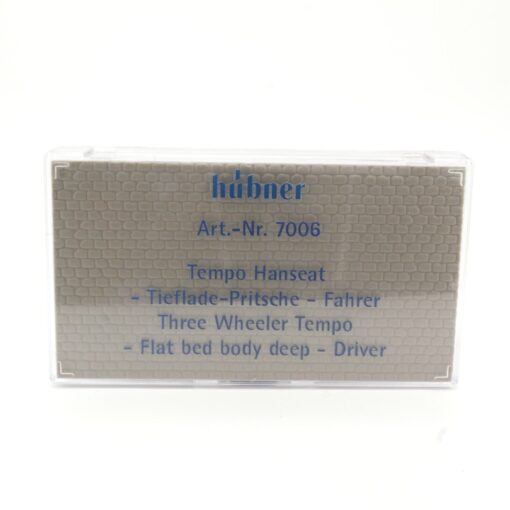 hübner
Art.-Nr. 7006
Tempo Hanseat
- Tieflade-Pritsche - Fahrer
Three Wheeler Tempo
- Flat bed body deep - Driver